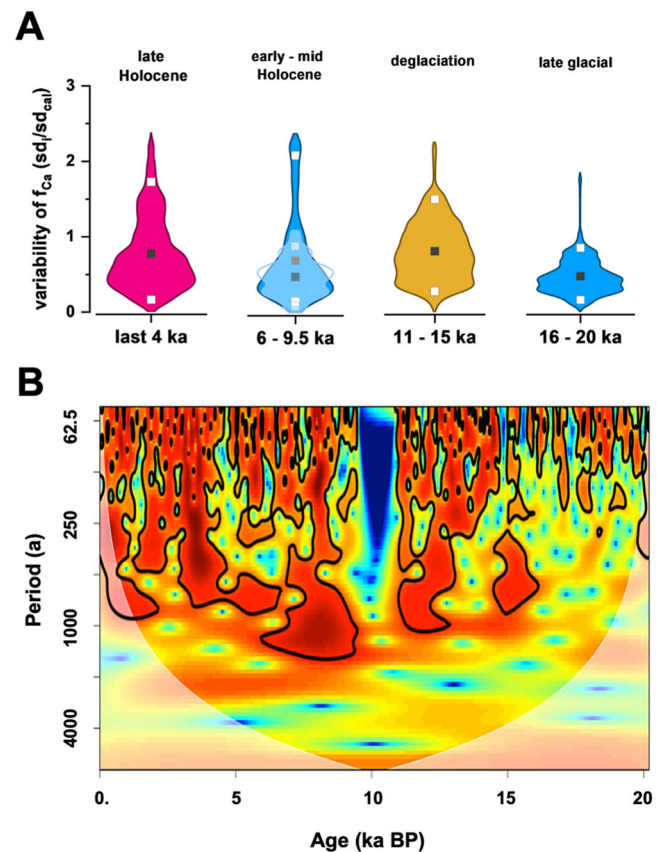 A
late
Holocene
early - mid
Holocene
deglaciation
late glacial
variability of fCa (sdi/sdcal)
3
2
1
0
last 4 ka
6 - 9.5 ka
11 - 15 ka
16 - 20 ka
B
Period (a)
62.5
250
1000
4000
0.
5
10
15
20
Age (ka BP)